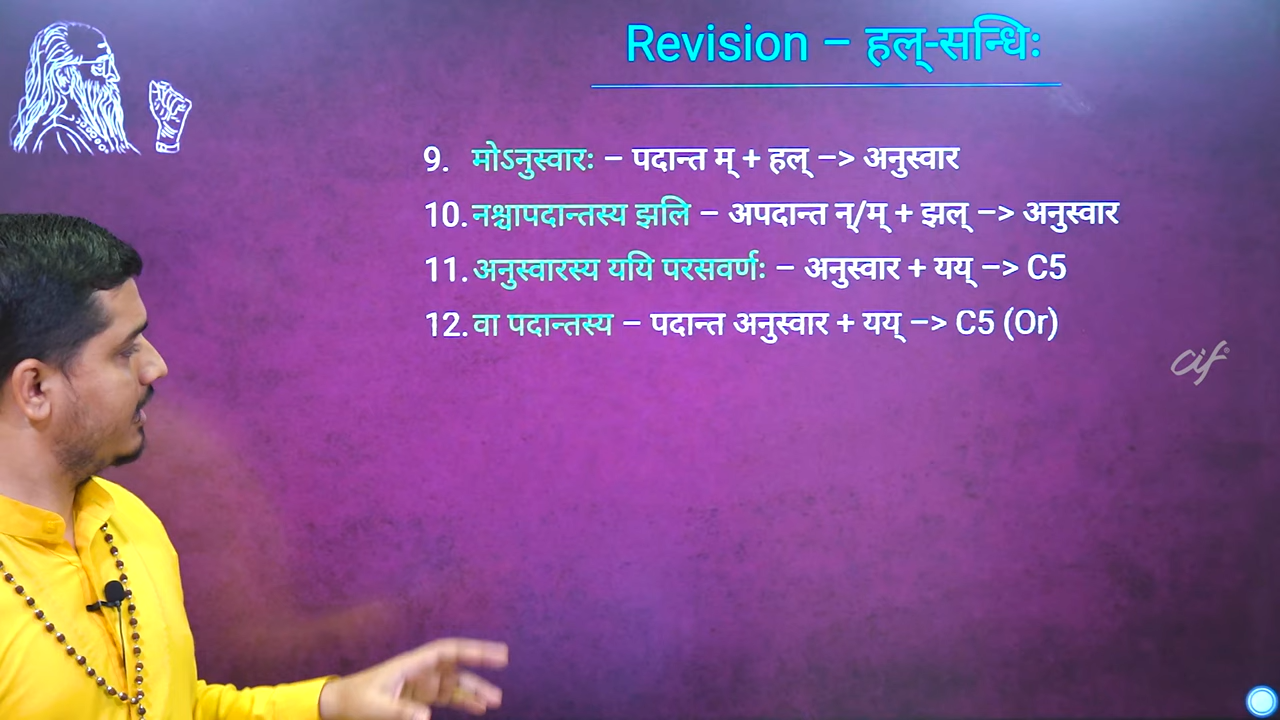 Revision – हल्-सन्धिः
9. मोऽनुस्वारः – पदान्त म् + हल् –> अनुस्वार
10. नश्चापदान्तस्य झलि – अपदान्त न्/म् + झल् –> अनुस्वार
11. अनुस्वारस्य ययि परसवर्णः – अनुस्वार + यय् –> C5
12. वा पदान्तस्य – पदान्त अनुस्वार + यय् –> C5 (Or)
cif